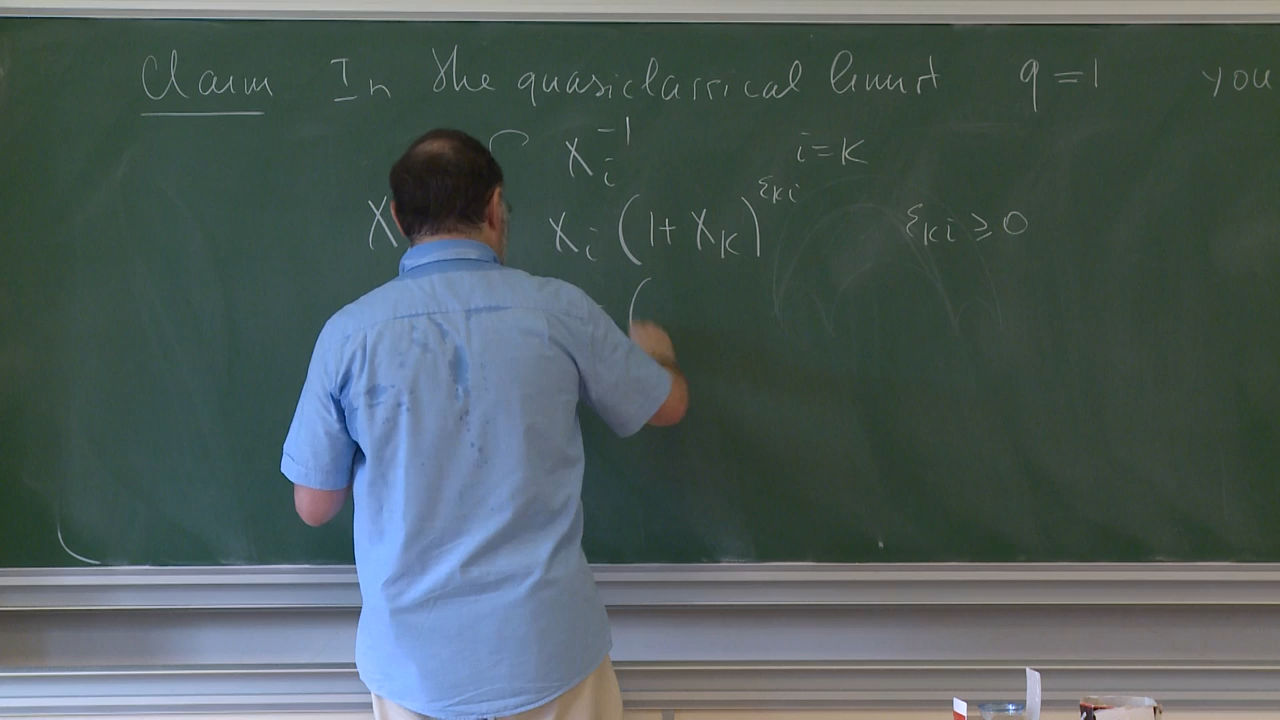 Claim In the quasiclassical limit q = 1 you
X_i^{-1} i = K
X X_i (1 + X_K)^{ε_{Ki}} ε_{Ki} ≥ 0
(